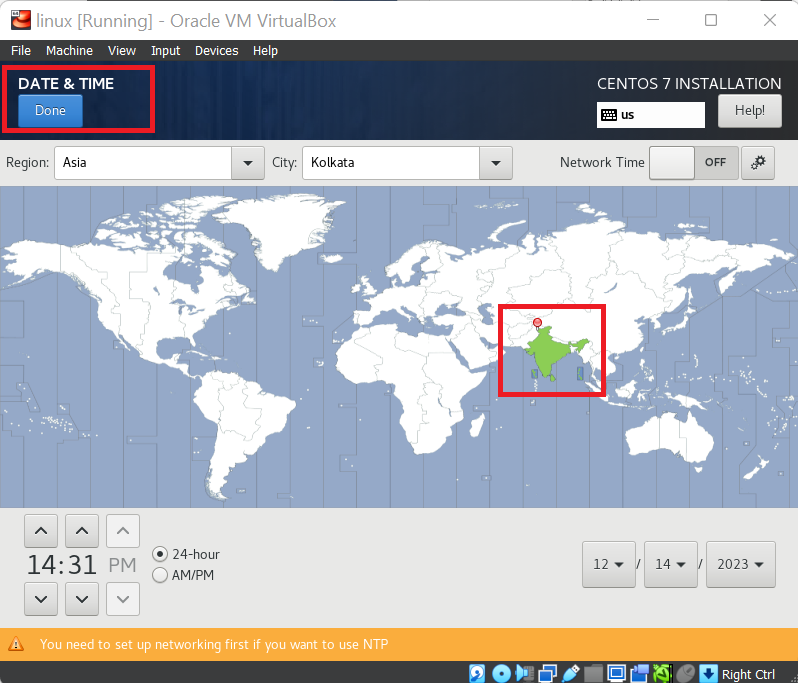 linux [Running] - Oracle VM VirtualBox
File Machine View Input Devices Help
DATE & TIME
CENTOS 7 INSTALLATION
Done
us
Help!
Region: Asia City: Kolkata Network Time OFF
14:31 PM
24-hour
AM/PM
12 / 14 / 2023
You need to set up networking first if you want to use NTP
Right Ctrl